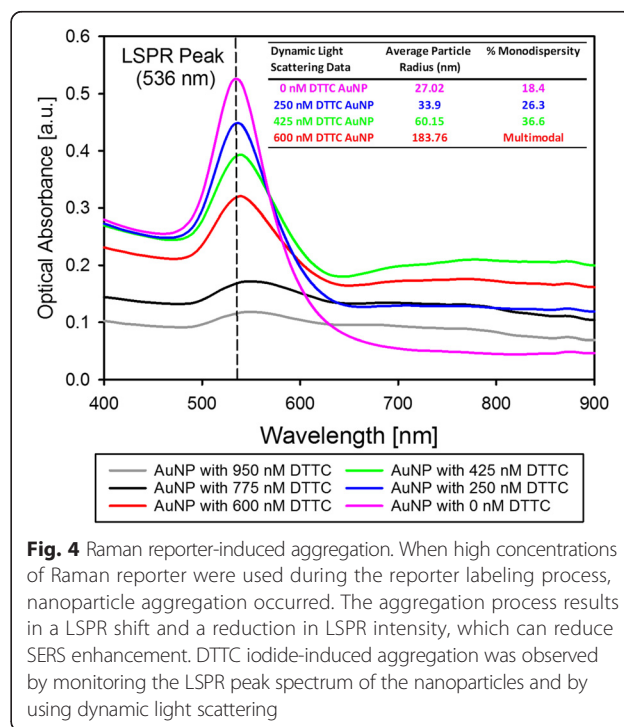 LSPR Peak
(536 nm)
Dynamic Light Scattering Data Average Particle Radius (nm) % Monodispersity
0 nM DTTC AuNP 27.02 18.4
250 nM DTTC AuNP 33.9 26.3
425 nM DTTC AuNP 60.15 36.6
600 nM DTTC AuNP 183.76 Multimodal
Optical Absorbance [a.u.]
0.6
0.5
0.4
0.3
0.2
0.1
0.0
400 500 600 700 800 900
Wavelength [nm]
AuNP with 950 nM DTTC AuNP with 425 nM DTTC
AuNP with 775 nM DTTC AuNP with 250 nM DTTC
AuNP with 600 nM DTTC AuNP with 0 nM DTTC
Fig. 4 Raman reporter-induced aggregation. When high concentrations
of Raman reporter were used during the reporter labeling process,
nanoparticle aggregation occurred. The aggregation process results
in a LSPR shift and a reduction in LSPR intensity, which can reduce
SERS enhancement. DTTC iodide-induced aggregation was observed
by monitoring the LSPR peak spectrum of the nanoparticles and by
using dynamic light scattering